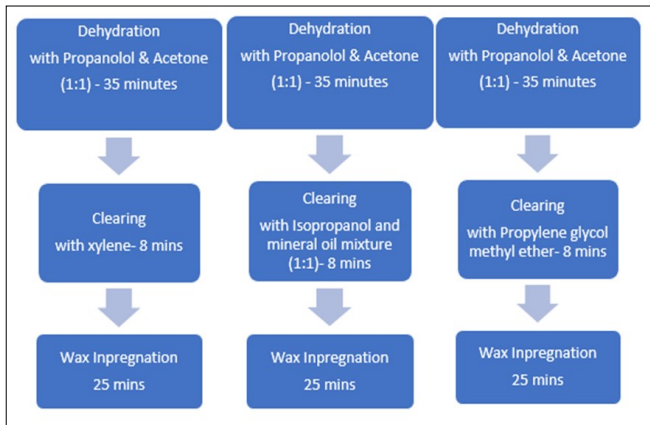 Dehydration
with Propanolol & Acetone
(1:1) - 35 minutes
Dehydration
with Propanolol & Acetone
(1:1) - 35 minutes
Dehydration
with Propanolol & Acetone
(1:1) - 35 minutes
Clearing
with xylene- 8 mins
Clearing
with Isopropanol and
mineral oil mixture
(1:1)- 8 mins
Clearing
with Propylene glycol
methyl ether- 8 mins
Wax Inpregnation
25 mins
Wax Inpregnation
25 mins
Wax Inpregnation
25 mins